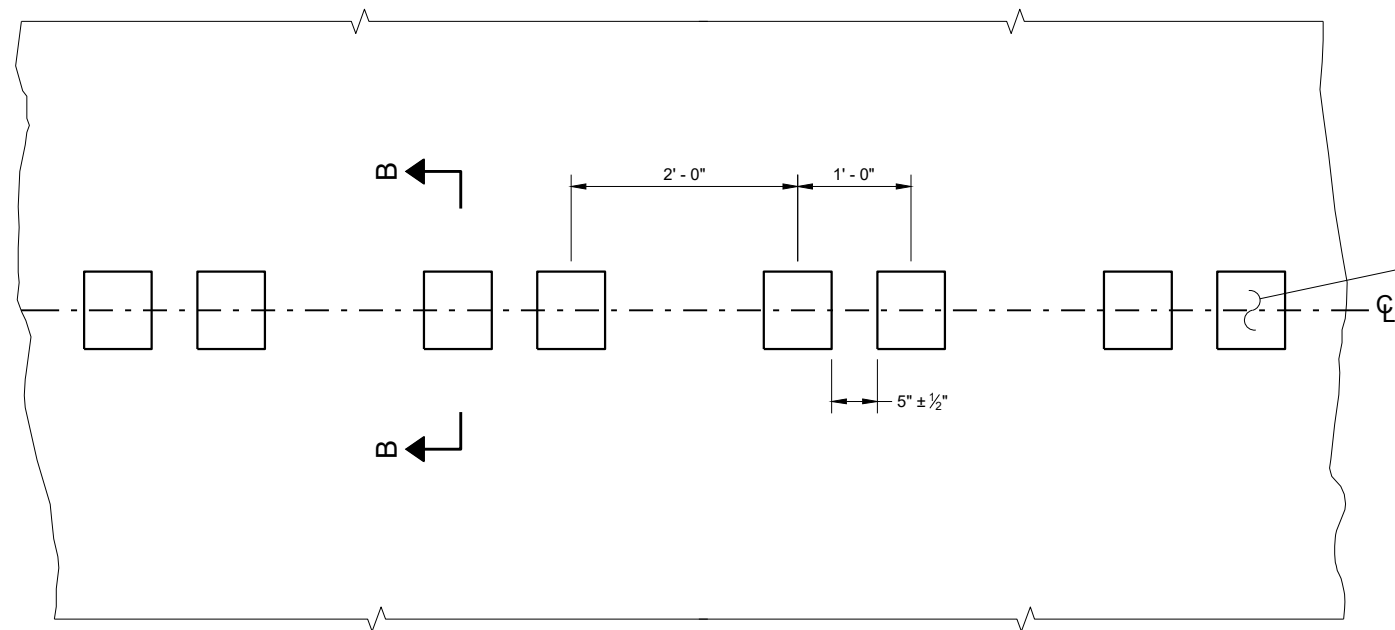 B
2' - 0"
1' - 0"
℄
5" ± ½"
B